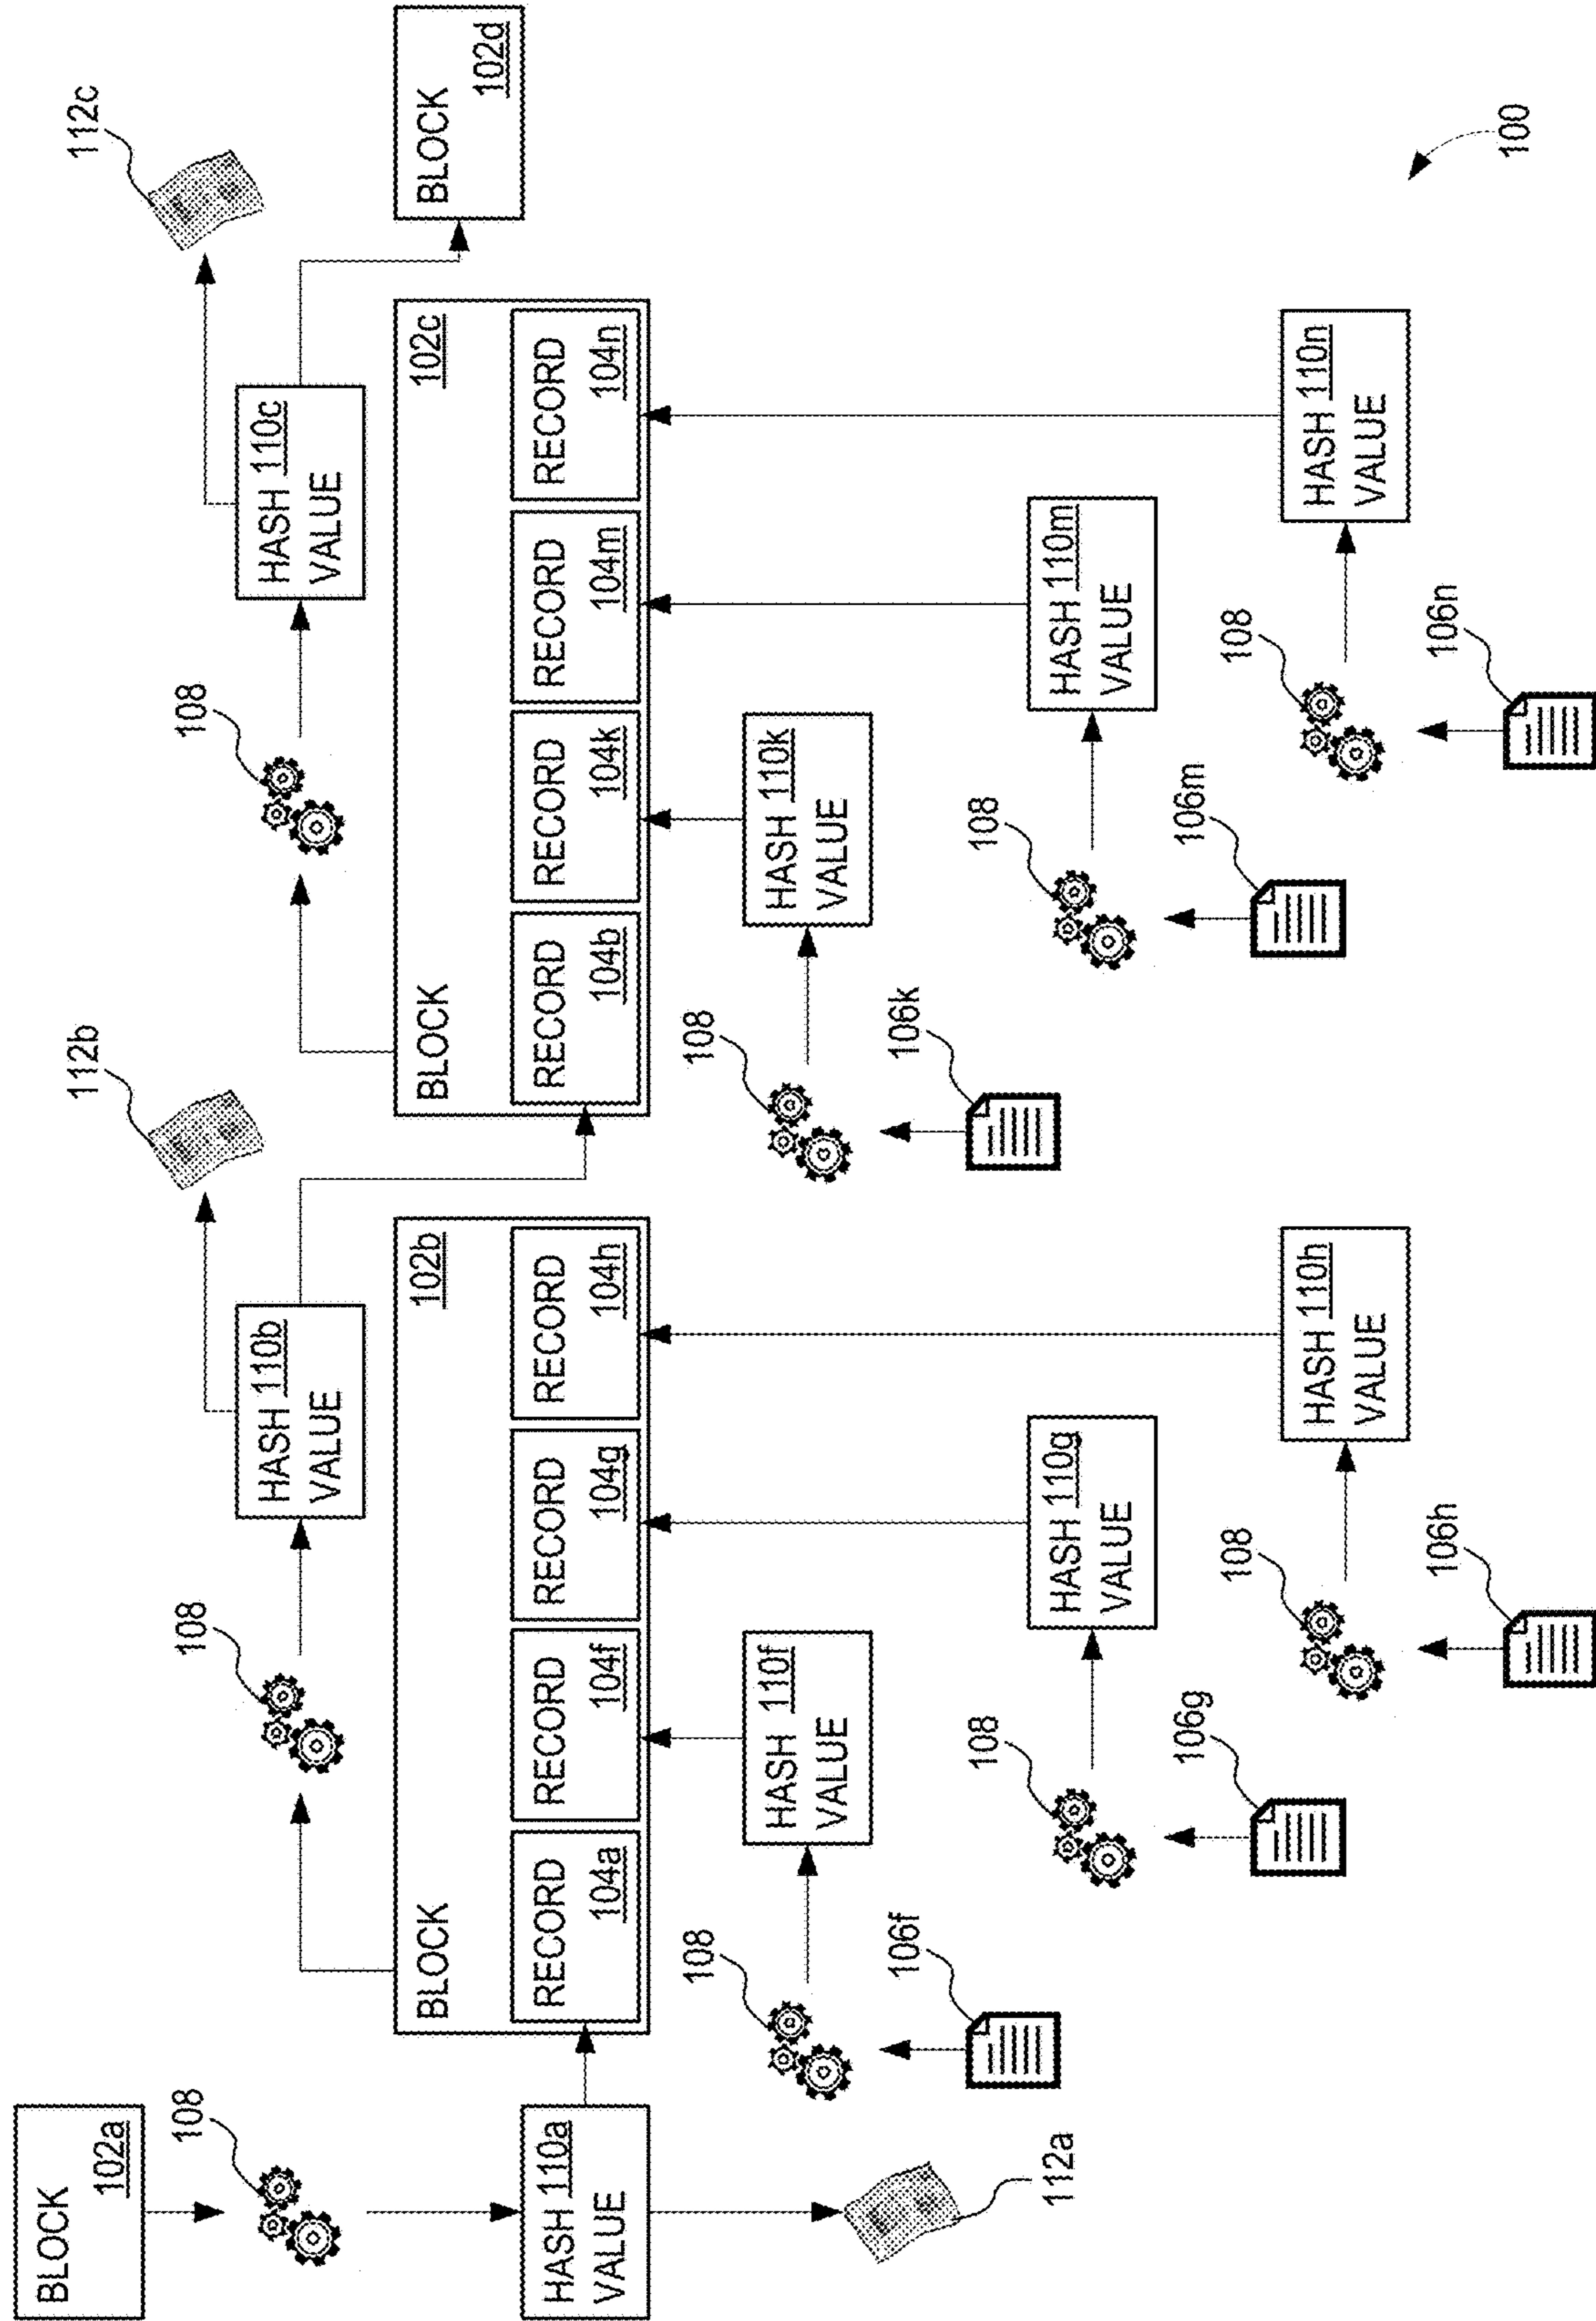 BLOCK
102a
108
HASH 110a
VALUE
112a
108
HASH 110b
VALUE
112b
BLOCK
102b
RECORD
104a
RECORD
104f
RECORD
104g
RECORD
104h
108
HASH 110f
VALUE
106f
108
HASH 110g
VALUE
106g
108
HASH 110h
VALUE
106h
108
HASH 110c
VALUE
112c
BLOCK
102c
RECORD
104b
RECORD
104k
RECORD
104m
RECORD
104n
BLOCK
102d
108
HASH 110k
VALUE
106k
108
HASH 110m
VALUE
106m
108
HASH 110n
VALUE
106n
100